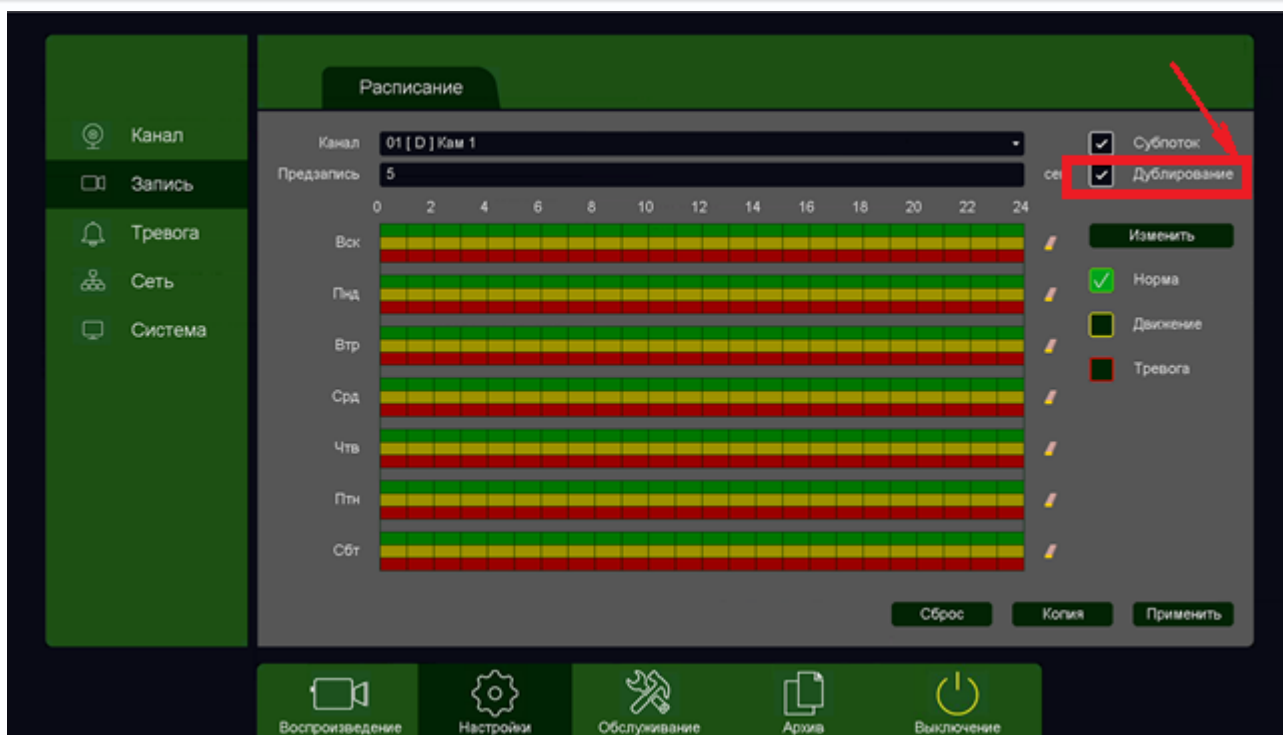 Расписание
Канал
Запись
Тревога
Сеть
Система
Канал 01 [ D ] Кам 1
Субпоток
Предзапись 5 сек
Дублирование
0 2 4 6 8 10 12 14 16 18 20 22 24
Вск
Пнд
Втр
Срд
Чтв
Птн
Сбт
Изменить
Норма
Движение
Тревога
Сброс Копия Применить
Воспроизведение Настройки Обслуживание Архив Выключение